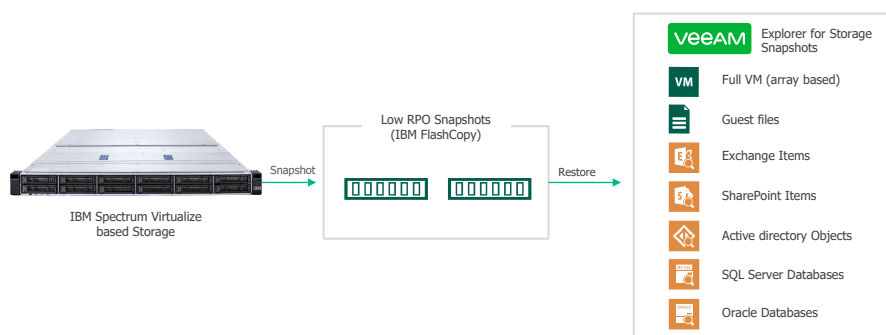 IBM Spectrum Virtualize
based Storage
Snapshot
Low RPO Snapshots
(IBM FlashCopy)
Restore
VeeAM
Explorer for Storage
Snapshots
VM
Full VM (array based)
Guest files
E
Exchange Items
S
SharePoint Items
Active directory Objects
SQL Server Databases
ORACLE
Oracle Databases